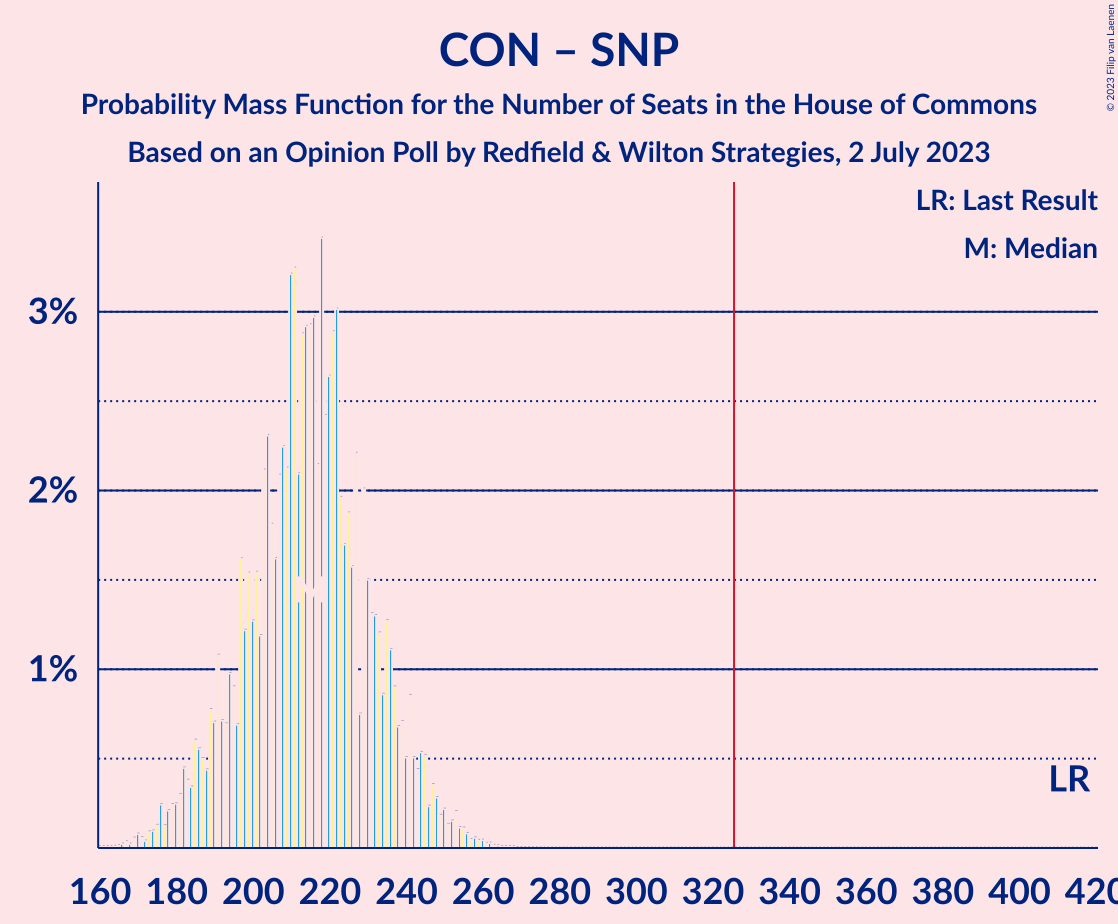 CON – SNP
Probability Mass Function for the Number of Seats in the House of Commons
Based on an Opinion Poll by Redfield & Wilton Strategies, 2 July 2023
© 2023 Filip van Laenen
LR: Last Result
M: Median
3%
2%
1%
LR
160 180 200 220 240 260 280 300 320 340 360 380 400 420